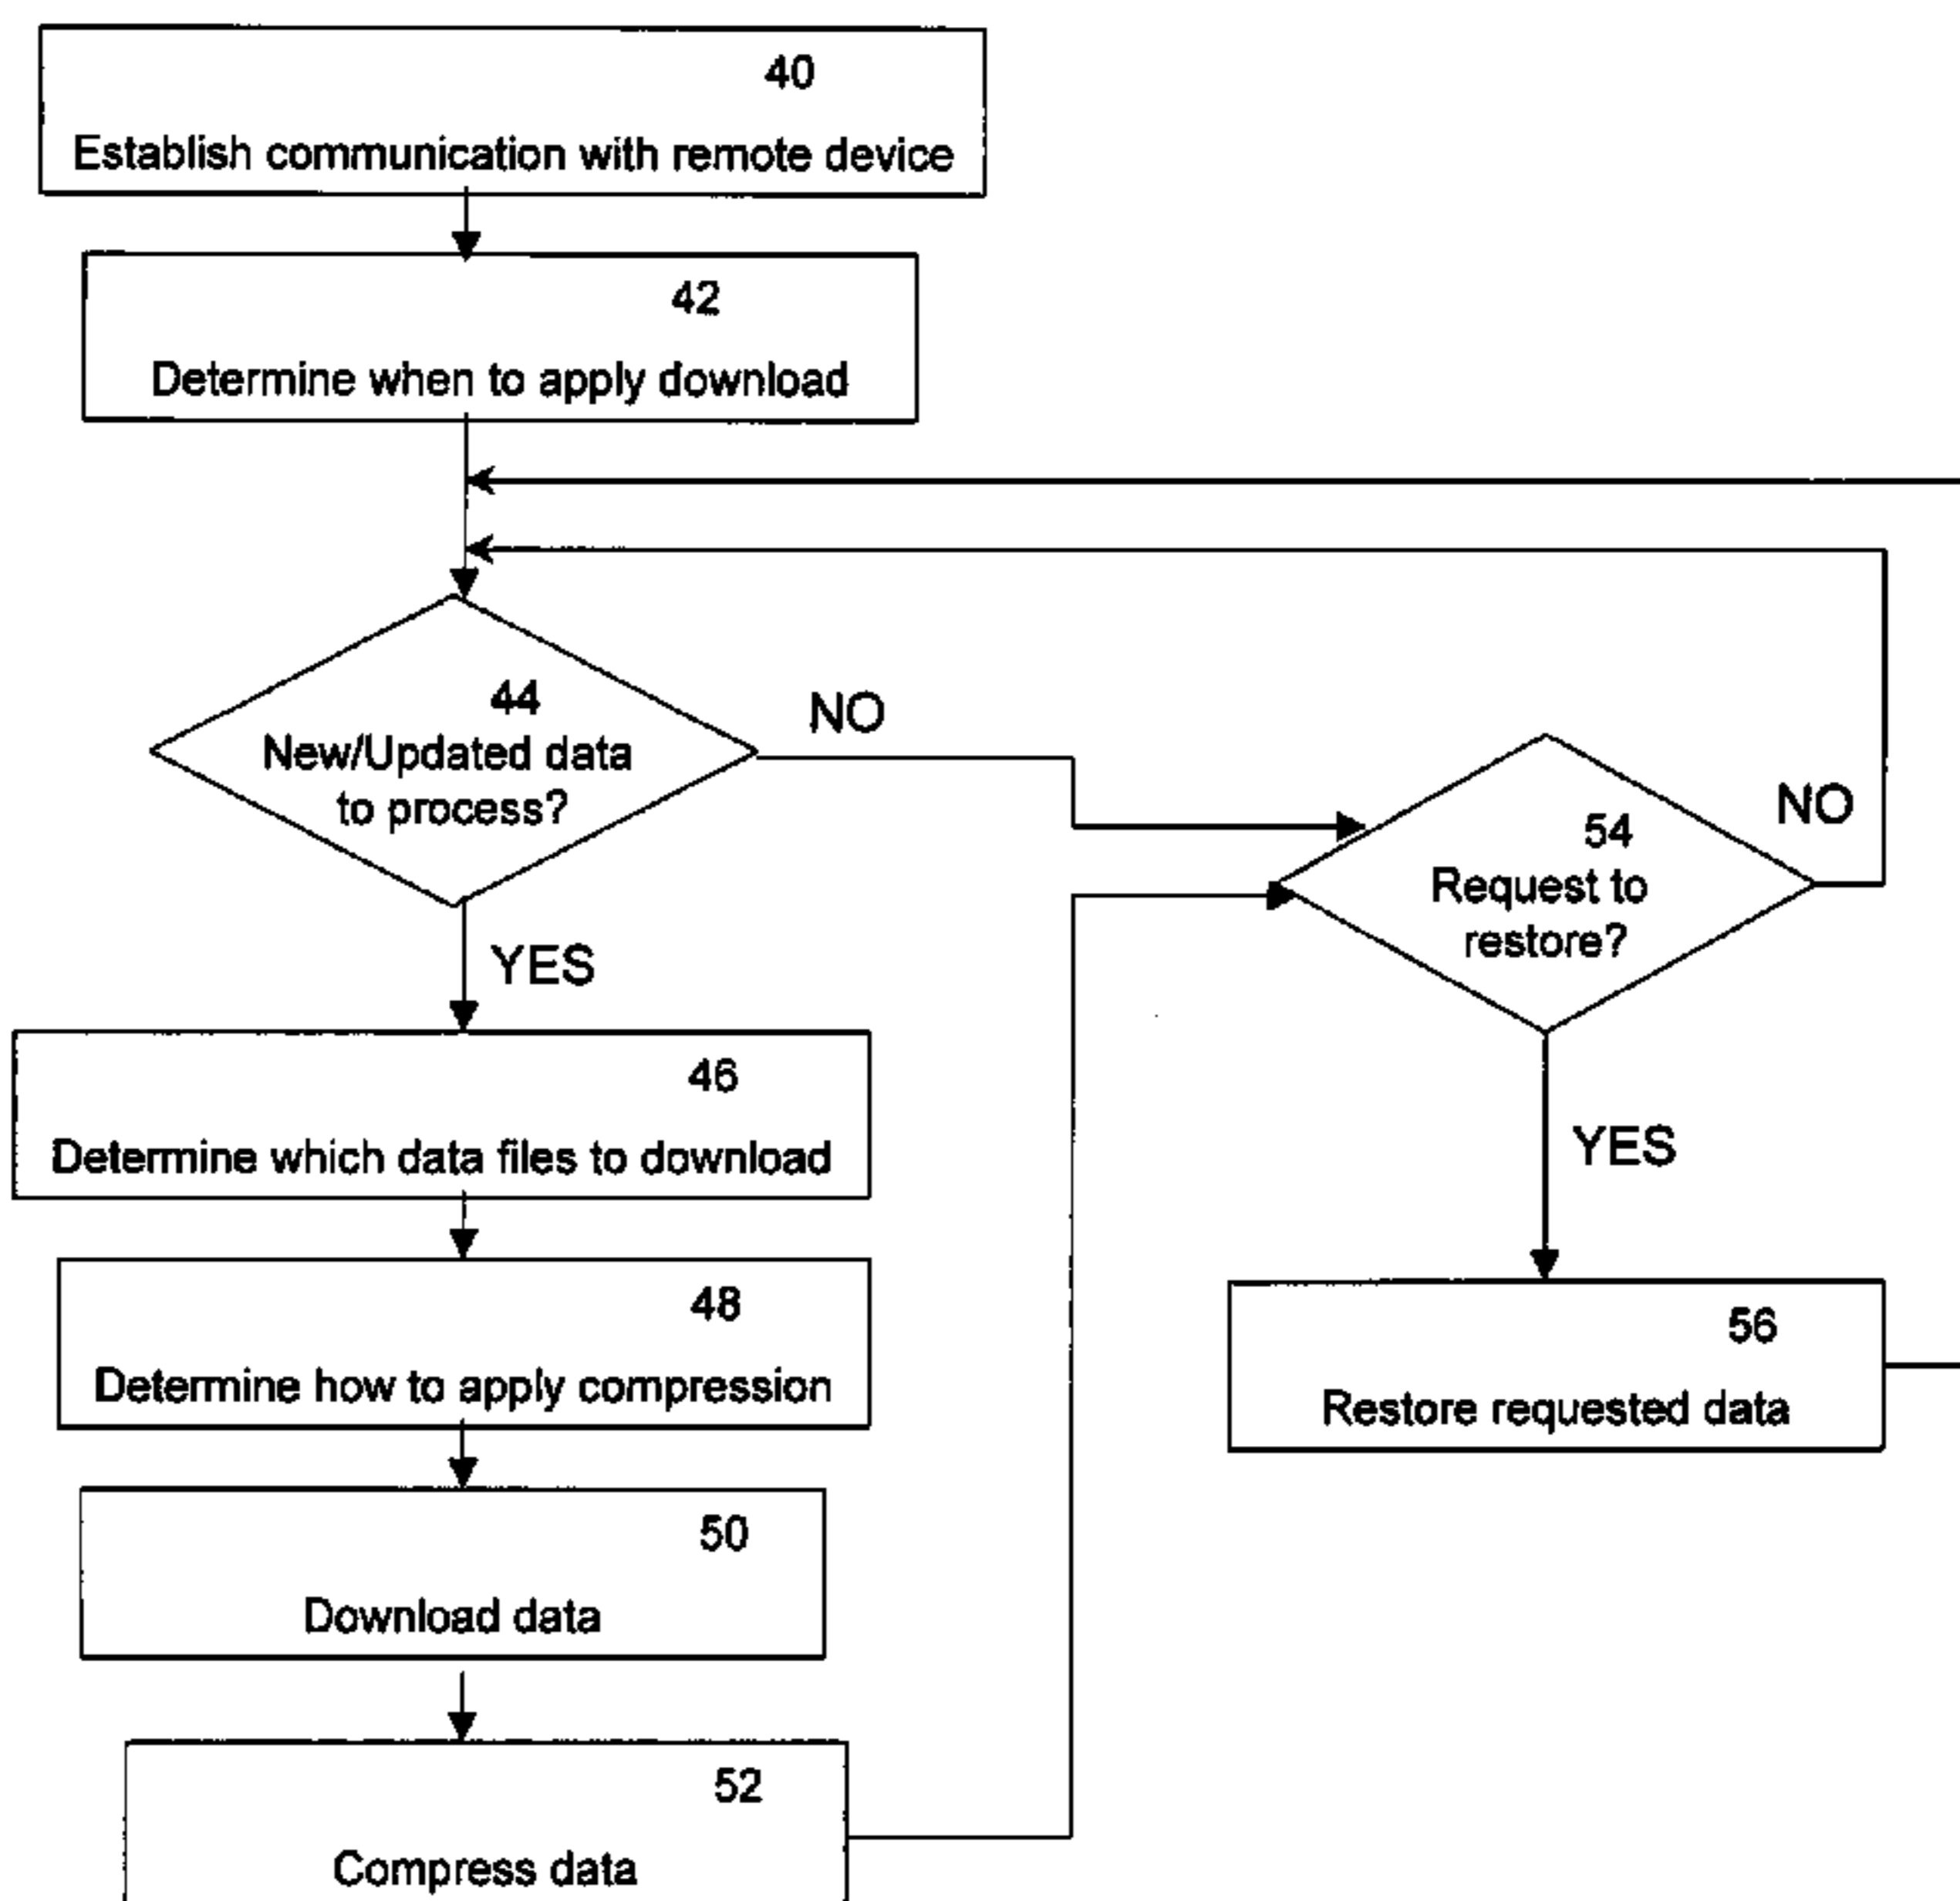 40
Establish communication with remote device
42
Determine when to apply download
44
New/Updated data
to process?
NO
YES
46
Determine which data files to download
48
Determine how to apply compression
50
Download data
52
Compress data
54
Request to
restore?
NO
YES
56
Restore requested data